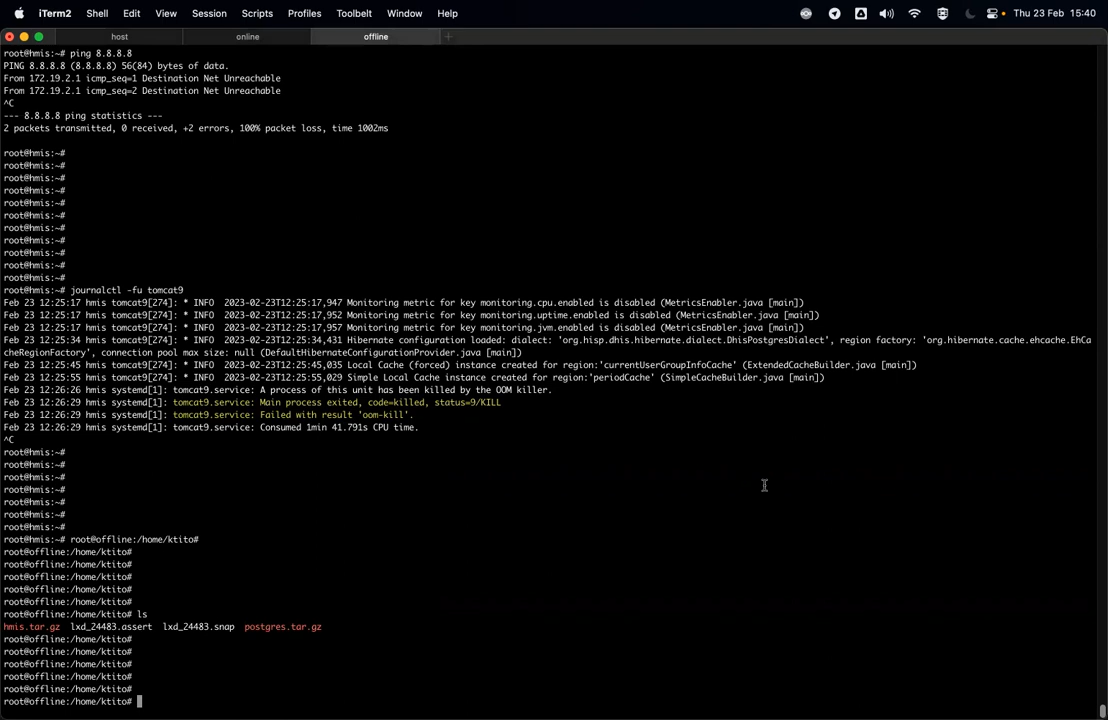 iTerm2 Shell Edit View Session Scripts Profiles Toolbelt Window Help Thu 23 Feb 15:40
host online offline +
root@hmis:~# ping 8.8.8.8
PING 8.8.8.8 (8.8.8.8) 56(84) bytes of data.
From 172.19.2.1 icmp_seq=1 Destination Net Unreachable
From 172.19.2.1 icmp_seq=2 Destination Net Unreachable
^C
--- 8.8.8.8 ping statistics ---
2 packets transmitted, 0 received, +2 errors, 100% packet loss, time 1002ms
root@hmis:~#
root@hmis:~#
root@hmis:~#
root@hmis:~#
root@hmis:~#
root@hmis:~#
root@hmis:~#
root@hmis:~#
root@hmis:~#
root@hmis:~#
root@hmis:~#
root@hmis:~# journalctl -fu tomcat9
Feb 23 12:25:17 hmis tomcat9[274]: * INFO  2023-02-23T12:25:17,947 Monitoring metric for key monitoring.cpu.enabled is disabled (MetricsEnabler.java [main])
Feb 23 12:25:17 hmis tomcat9[274]: * INFO  2023-02-23T12:25:17,952 Monitoring metric for key monitoring.uptime.enabled is disabled (MetricsEnabler.java [main])
Feb 23 12:25:17 hmis tomcat9[274]: * INFO  2023-02-23T12:25:17,957 Monitoring metric for key monitoring.jvm.enabled is disabled (MetricsEnabler.java [main])
Feb 23 12:25:34 hmis tomcat9[274]: * INFO  2023-02-23T12:25:34,431 Hibernate configuration loaded: dialect: 'org.hisp.dhis.hibernate.dialect.DhisPostgresDialect', region factory: 'org.hibernate.cache.ehcache.EhCa
cheRegionFactory', connection pool max size: null (DefaultHibernateConfigurationProvider.java [main])
Feb 23 12:25:45 hmis tomcat9[274]: * INFO  2023-02-23T12:25:45,035 Local Cache (forced) instance created for region:'currentUserGroupInfoCache' (ExtendedCacheBuilder.java [main])
Feb 23 12:25:55 hmis tomcat9[274]: * INFO  2023-02-23T12:25:55,029 Simple Local Cache instance created for region:'periodCache' (SimpleCacheBuilder.java [main])
Feb 23 12:26:26 hmis systemd[1]: tomcat9.service: A process of this unit has been killed by the OOM killer.
Feb 23 12:26:29 hmis systemd[1]: tomcat9.service: Main process exited, code=killed, status=9/KILL
Feb 23 12:26:29 hmis systemd[1]: tomcat9.service: Failed with result 'oom-kill'.
Feb 23 12:26:29 hmis systemd[1]: tomcat9.service: Consumed 1min 41.791s CPU time.
^C
root@hmis:~#
root@hmis:~#
root@hmis:~#
root@hmis:~#
root@hmis:~#
root@hmis:~#
root@hmis:~#
root@hmis:~# root@offline:/home/ktito#
root@offline:/home/ktito#
root@offline:/home/ktito#
root@offline:/home/ktito#
root@offline:/home/ktito#
root@offline:/home/ktito#
root@offline:/home/ktito# ls
hmis.tar.gz  lxd_24483.assert  lxd_24483.snap  postgres.tar.gz
root@offline:/home/ktito#
root@offline:/home/ktito#
root@offline:/home/ktito#
root@offline:/home/ktito#
root@offline:/home/ktito#
root@offline:/home/ktito#